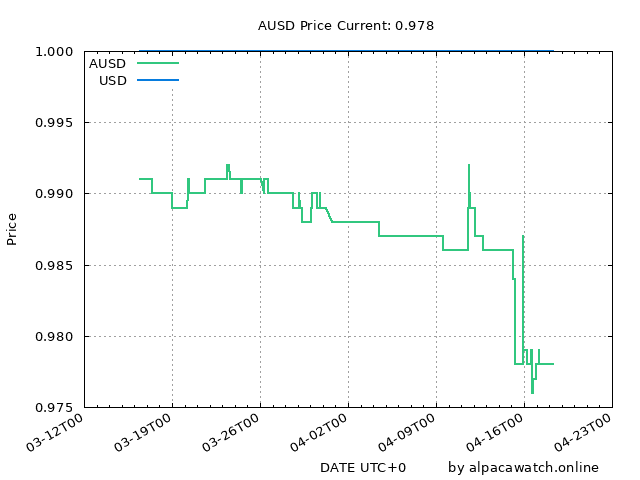 AUSD Price Current: 0.978
1.000
AUSD
USD
0.995
0.990
Price
0.985
0.980
0.975
03-12T00
03-19T00
03-26T00
04-02T00
04-09T00
04-16T00
04-23T00
DATE UTC+0
by alpacawatch.online